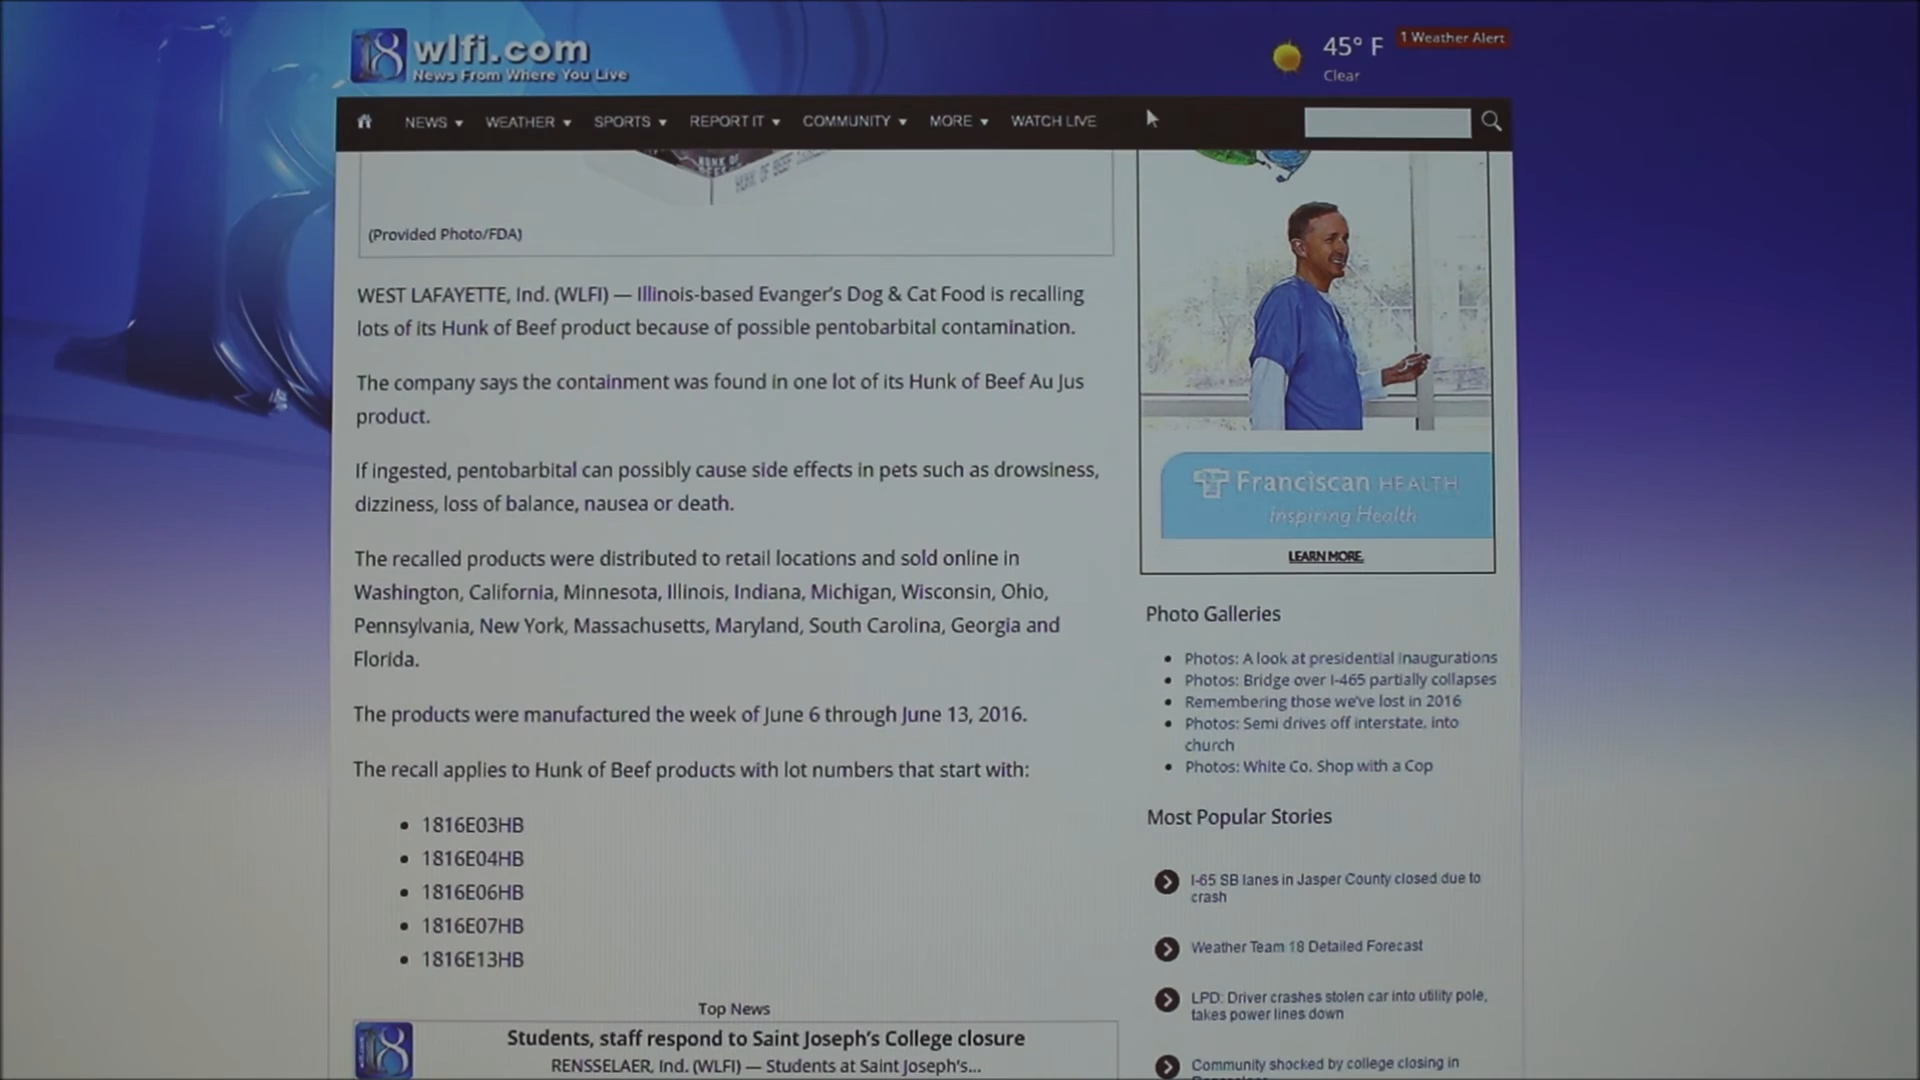 18 wlfi.com
News From Where You Live
45° F
Clear
1 Weather Alert
NEWS
WEATHER
SPORTS
REPORT IT
COMMUNITY
MORE
WATCH LIVE
HUNK OF
HUNK OF BEEF
(Provided Photo/FDA)
WEST LAFAYETTE, Ind. (WLFI) — Illinois-based Evanger's Dog & Cat Food is recalling
lots of its Hunk of Beef product because of possible pentobarbital contamination.
The company says the containment was found in one lot of its Hunk of Beef Au Jus
product.
If ingested, pentobarbital can possibly cause side effects in pets such as drowsiness,
dizziness, loss of balance, nausea or death.
The recalled products were distributed to retail locations and sold online in
Washington, California, Minnesota, Illinois, Indiana, Michigan, Wisconsin, Ohio,
Pennsylvania, New York, Massachusetts, Maryland, South Carolina, Georgia and
Florida.
The products were manufactured the week of June 6 through June 13, 2016.
The recall applies to Hunk of Beef products with lot numbers that start with:
1816E03HB
1816E04HB
1816E06HB
1816E07HB
1816E13HB
Top News
18
Students, staff respond to Saint Joseph's College closure
RENSSELAER, Ind. (WLFI) — Students at Saint Joseph's...
Franciscan HEALTH
Inspiring Health
LEARN MORE.
Photo Galleries
Photos: A look at presidential inaugurations
Photos: Bridge over I-465 partially collapses
Remembering those we've lost in 2016
Photos: Semi drives off interstate, into
church
Photos: White Co. Shop with a Cop
Most Popular Stories
I-65 SB lanes in Jasper County closed due to
crash
Weather Team 18 Detailed Forecast
LPD: Driver crashes stolen car into utility pole,
takes power lines down
Community shocked by college closing in